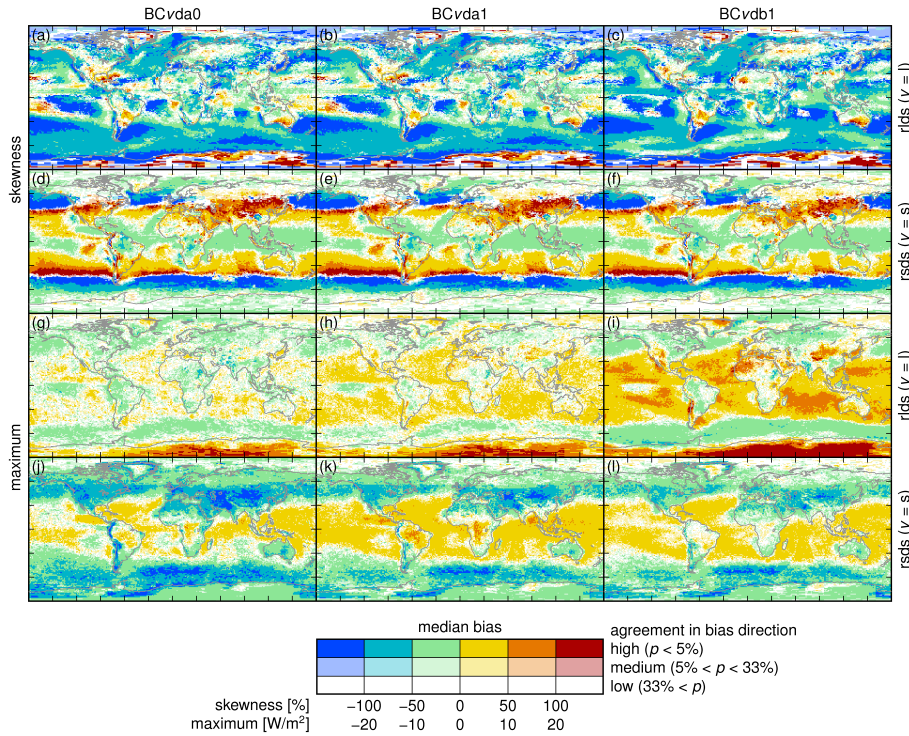 BCvda0 BCvda1 BCvdb1
(a) (b) (c)
rlds (v = l)
skewness
(d) (e) (f)
rsds (v = s)
(g) (h) (i)
rlds (v = l)
maximum
(j) (k) (l)
rsds (v = s)
median bias agreement in bias direction
high (p < 5%)
medium (5% < p < 33%)
low (33% < p)
skewness [%] −100 −50 0 50 100
maximum [W/m²] −20 −10 0 10 20